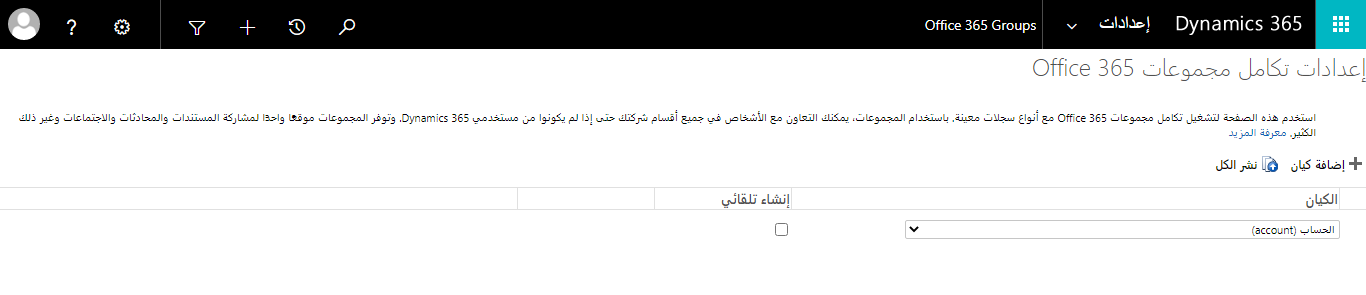 Dynamics 365 إعدادات Office 365 Groups ?
إعدادات تكامل مجموعات Office 365
استخدم هذه الصفحة لتشغيل تكامل مجموعات Office 365 مع أنواع سجلات معينة. باستخدام المجموعات، يمكنك التعاون مع الأشخاص في جميع أقسام شركتك حتى إذا لم يكونوا من مستخدمي Dynamics 365. وتوفر المجموعات موقعًا واحدًا لمشاركة المستندات والمحادثات والاجتماعات وغير ذلك
الكثير. معرفة المزيد
إضافة كيان نشر الكل
الكيان إنشاء تلقائي
الحساب (account)